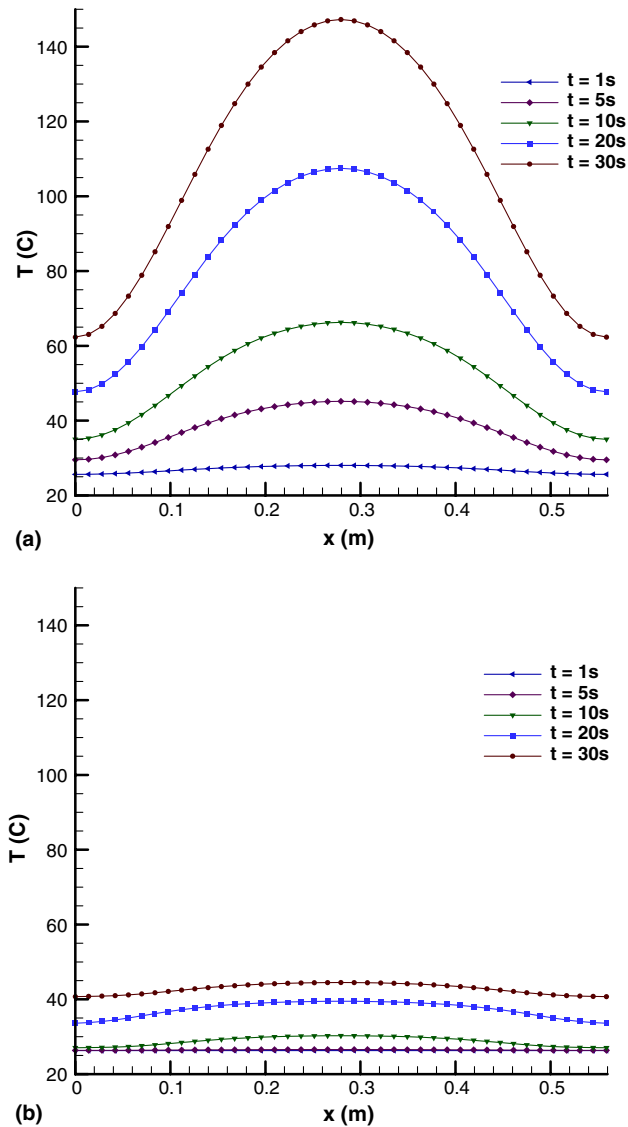 140
120
100
80
60
40
20
T (C)
t = 1s
t = 5s
t = 10s
t = 20s
t = 30s
0
0.1
0.2
0.3
0.4
0.5
x (m)
(a)
140
120
100
80
60
40
20
T (C)
t = 1s
t = 5s
t = 10s
t = 20s
t = 30s
0
0.1
0.2
0.3
0.4
0.5
x (m)
(b)